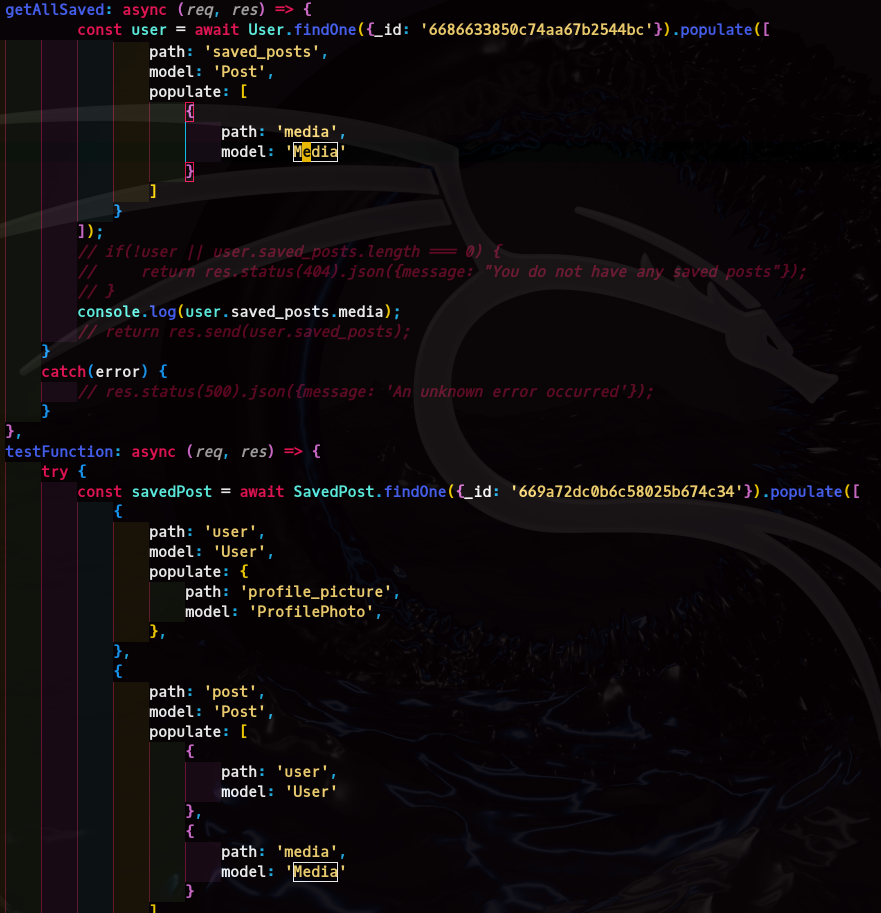 getAllSaved: async (req, res) => {
const user = await User.findOne({_id: '6686633850c74aa67b2544bc'}).populate([
path: 'saved_posts',
model: 'Post',
populate: [
{
path: 'media',
model: 'Media'
}
]
}
]);
// if(!user || user.saved_posts.length === 0) {
//     return res.status(404).json({message: "You do not have any saved posts"});
// }
console.log(user.saved_posts.media);
// return res.send(user.saved_posts);
}
catch(error) {
// res.status(500).json({message: 'An unknown error occurred'});
}
},
testFunction: async (req, res) => {
try {
const savedPost = await SavedPost.findOne({_id: '669a72dc0b6c58025b674c34'}).populate([
{
path: 'user',
model: 'User',
populate: {
path: 'profile_picture',
model: 'ProfilePhoto',
},
},
{
path: 'post',
model: 'Post',
populate: [
{
path: 'user',
model: 'User'
},
{
path: 'media',
model: 'Media'
}
]